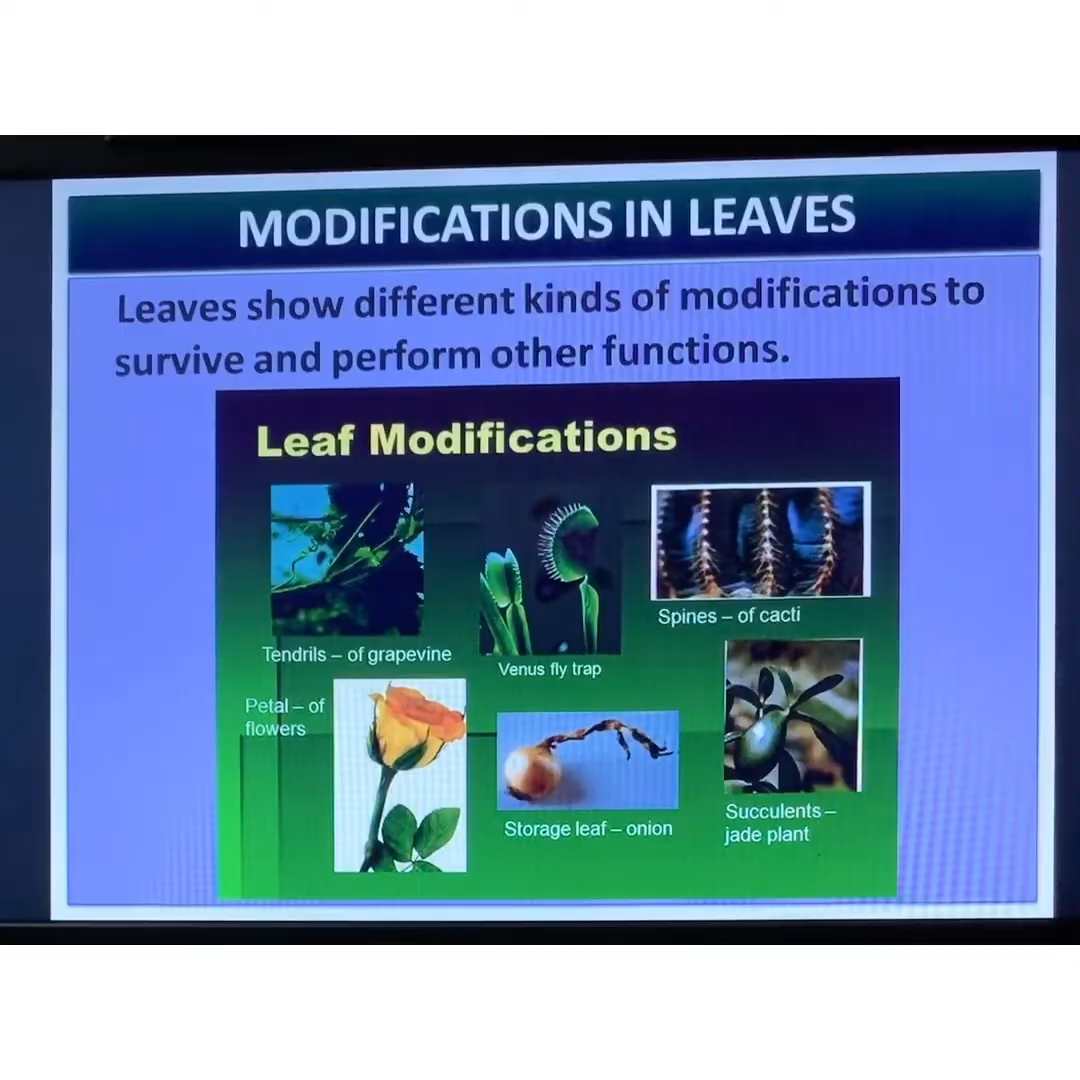 MODIFICATIONS IN LEAVES
Leaves show different kinds of modifications to
survive and perform other functions.
Leaf Modifications
Tendrils – of grapevine
Venus fly trap
Spines – of cacti
Petal – of
flowers
Storage leaf – onion
Succulents –
jade plant